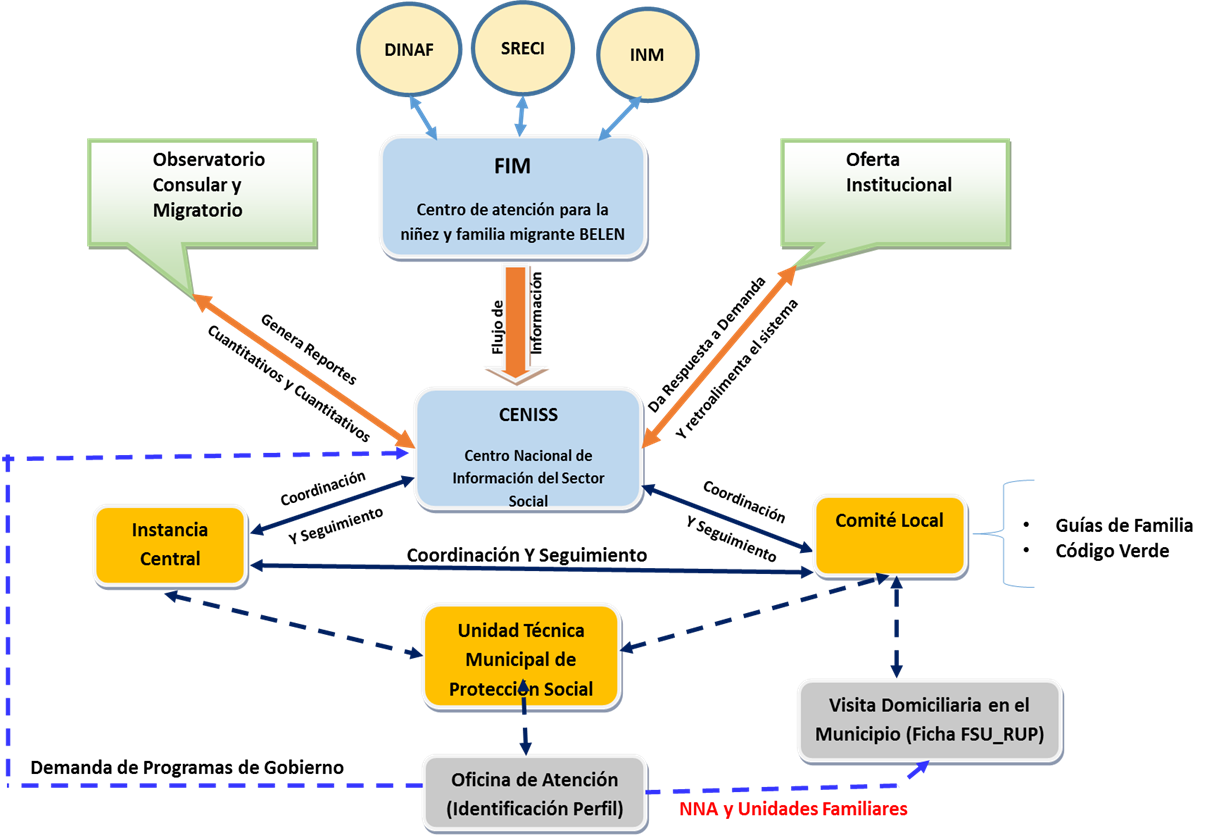 DINAF
SRECI
INM
Observatorio
Consular y
Migratorio
FIM
Centro de atención para la
niñez y familia migrante BELEN
Oferta
Institucional
Flujo de
Información
Genera Reportes
Cuantitativos y Cuantitativos
Da Respuesta a Demanda
Y retroalimenta el sistema
CENISS
Centro Nacional de
Información del Sector
Social
Coordinación
Y Seguimiento
Coordinación
Y Seguimiento
Instancia
Central
Coordinación Y Seguimiento
Comité Local
• Guías de Familia
• Código Verde
Unidad Técnica
Municipal de
Protección Social
Visita Domiciliaria en el
Municipio (Ficha FSU_RUP)
Demanda de Programas de Gobierno
Oficina de Atención
(Identificación Perfil)
NNA y Unidades Familiares